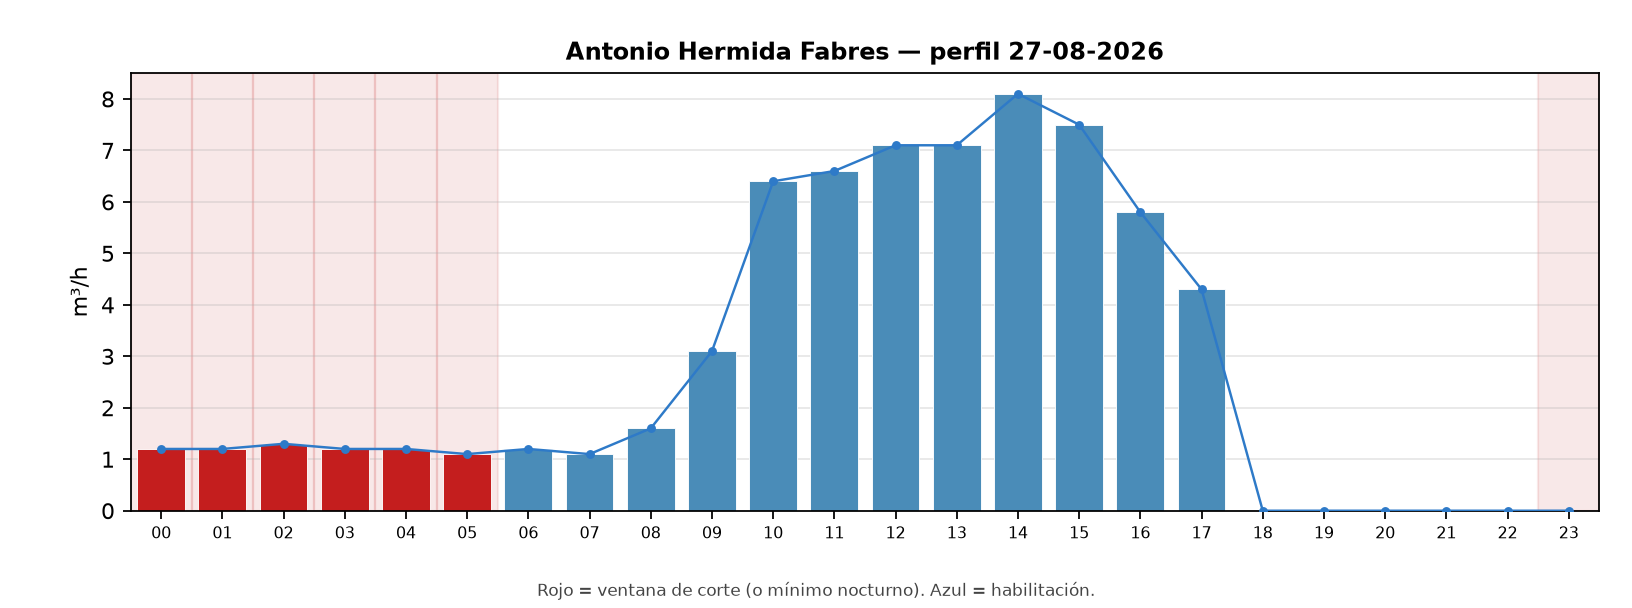 Antonio Hermida Fabres — perfil 27-08-2026
m³/h
8
7
6
5
4
3
2
1
0
00 01 02 03 04 05 06 07 08 09 10 11 12 13 14 15 16 17 18 19 20 21 22 23
Rojo = ventana de corte (o mínimo nocturno). Azul = habilitación.